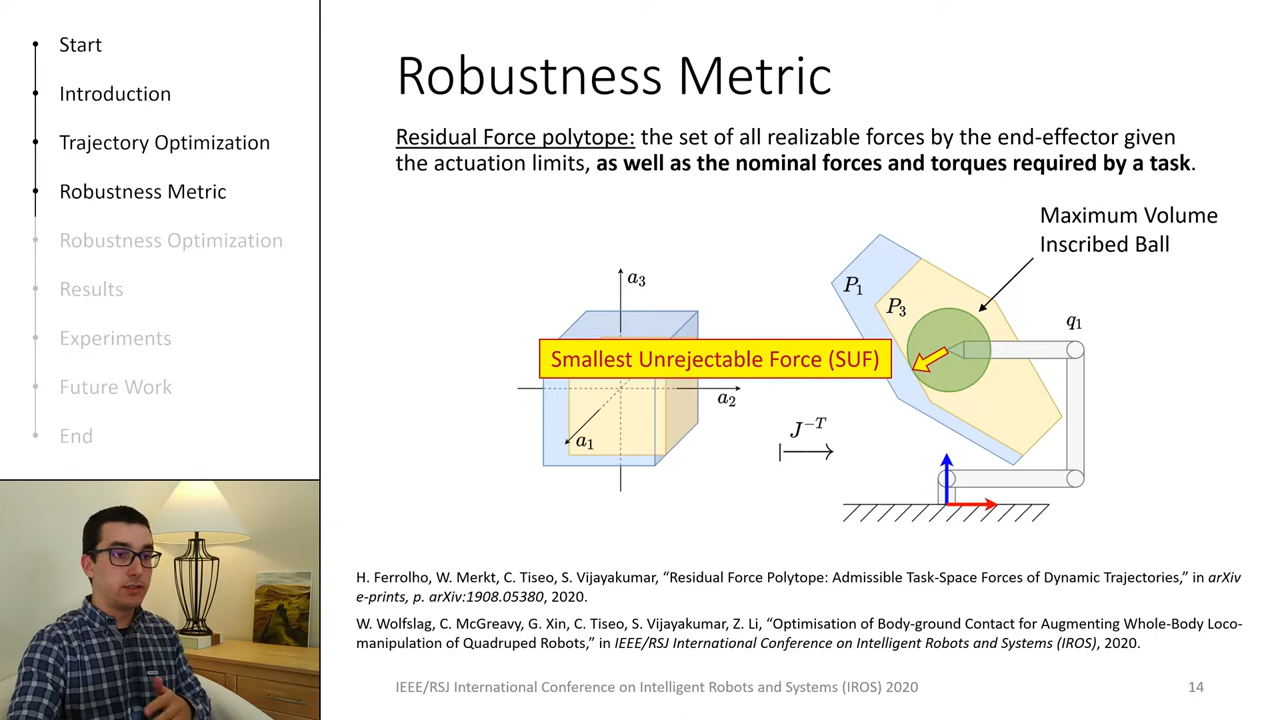 Start
Introduction
Trajectory Optimization
Robustness Metric
Robustness Optimization
Results
Experiments
Future Work
End
Robustness Metric
Residual Force polytope: the set of all realizable forces by the end-effector given
the actuation limits, as well as the nominal forces and torques required by a task.
Maximum Volume
Inscribed Ball
a₃
P₁
P₃
q₁
Smallest Unrejectable Force (SUF)
a₂
a₁
J⁻ᵀ
H. Ferrolho, W. Merkt, C. Tiseo, S. Vijayakumar, “Residual Force Polytope: Admissible Task-Space Forces of Dynamic Trajectories,” in arXiv
e-prints, p. arXiv:1908.05380, 2020.
W. Wolfslag, C. McGreavy, G. Xin, C. Tiseo, S. Vijayakumar, Z. Li, “Optimisation of Body-ground Contact for Augmenting Whole-Body Loco-
manipulation of Quadruped Robots,” in IEEE/RSJ International Conference on Intelligent Robots and Systems (IROS), 2020.
IEEE/RSJ International Conference on Intelligent Robots and Systems (IROS) 2020
14